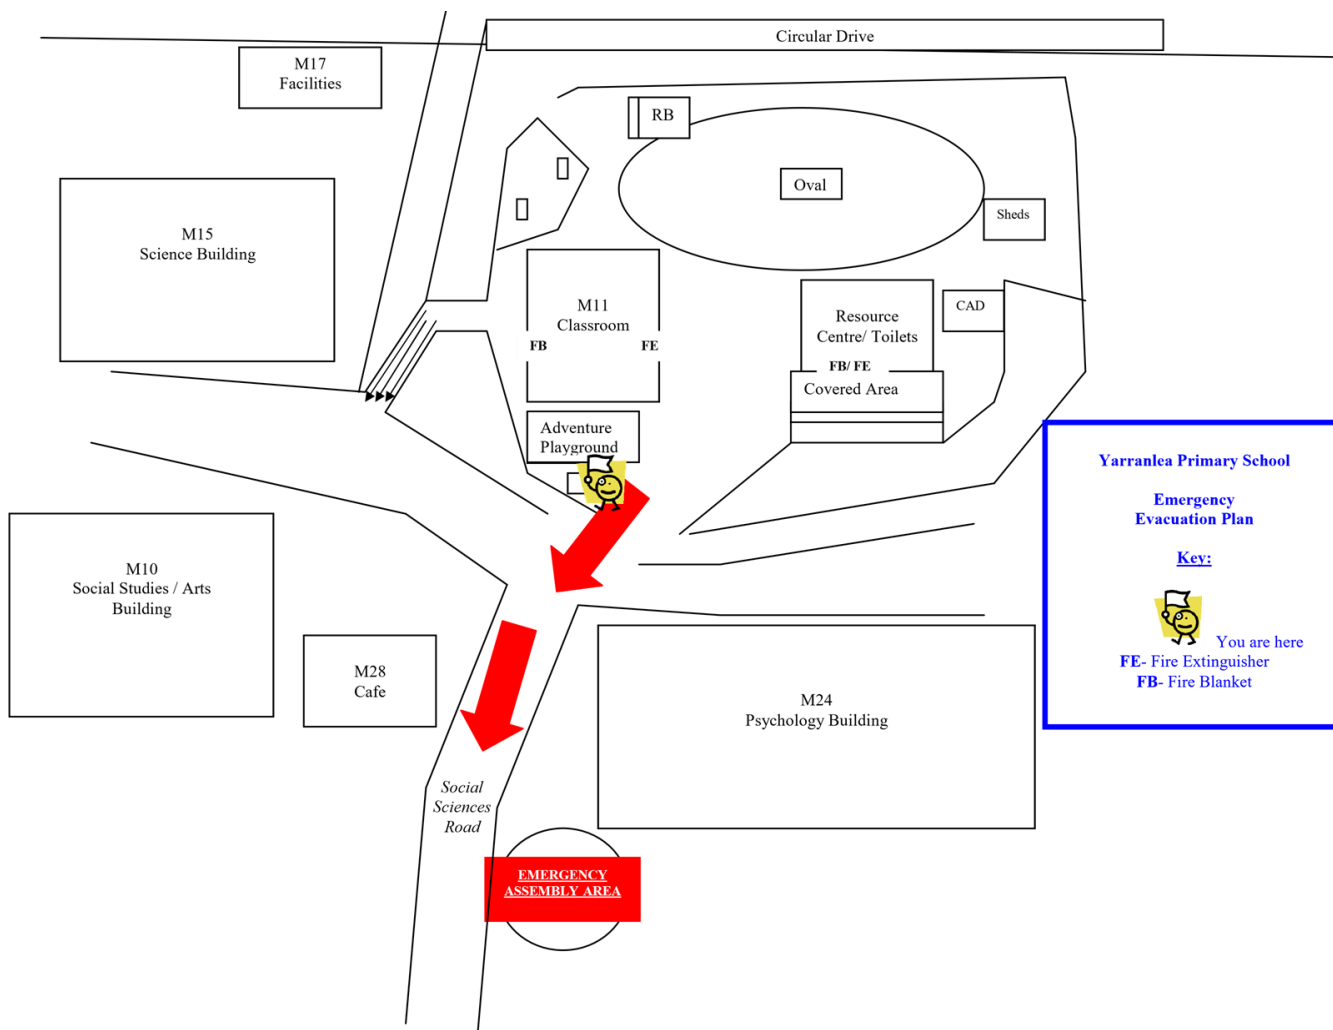 Circular Drive
M17
Facilities
RB
Oval
Sheds
M15
Science Building
M11
Classroom
FB
FE
Resource
Centre/ Toilets
FB/ FE
Covered Area
CAD
Adventure
Playground
Yarranlea Primary School
Emergency
Evacuation Plan
Key:
You are here
FE- Fire Extinguisher
FB- Fire Blanket
M10
Social Studies / Arts
Building
M28
Cafe
M24
Psychology Building
Social
Sciences
Road
EMERGENCY
ASSEMBLY AREA